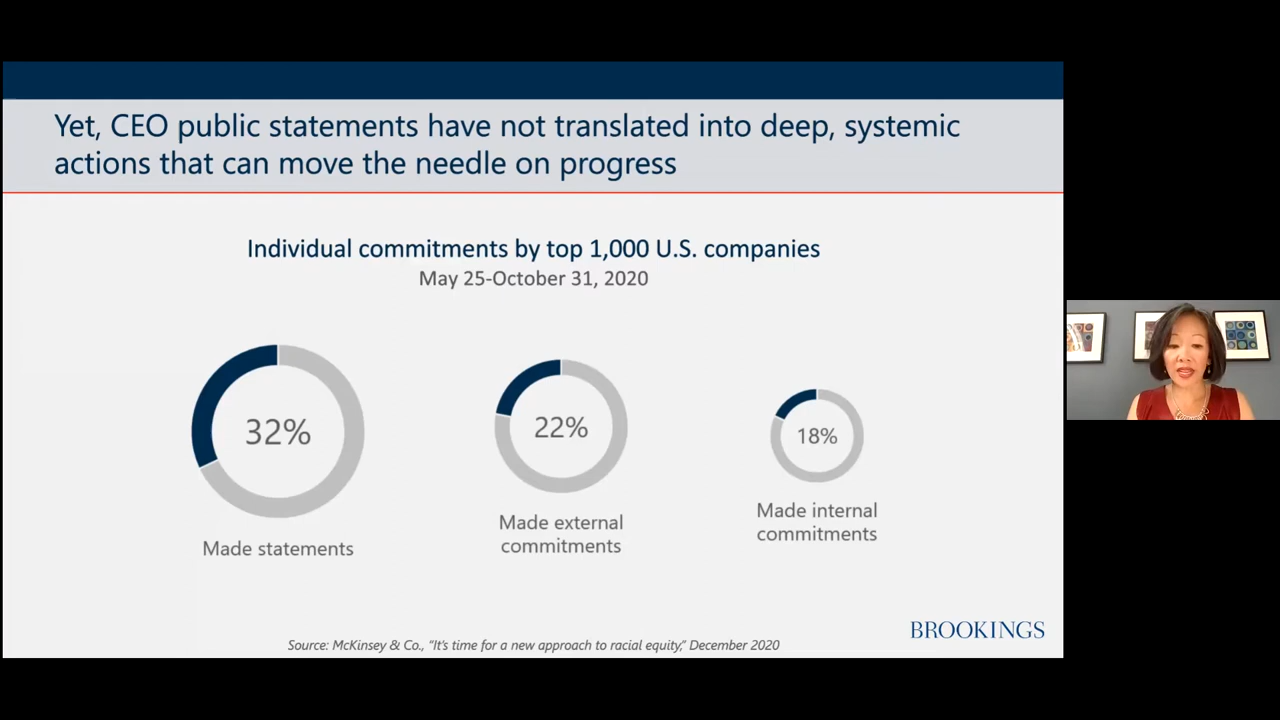 Yet, CEO public statements have not translated into deep, systemic
actions that can move the needle on progress
Individual commitments by top 1,000 U.S. companies
May 25-October 31, 2020
32%
Made statements
22%
Made external
commitments
18%
Made internal
commitments
Source: McKinsey & Co., “It’s time for a new approach to racial equity,” December 2020
BROOKINGS